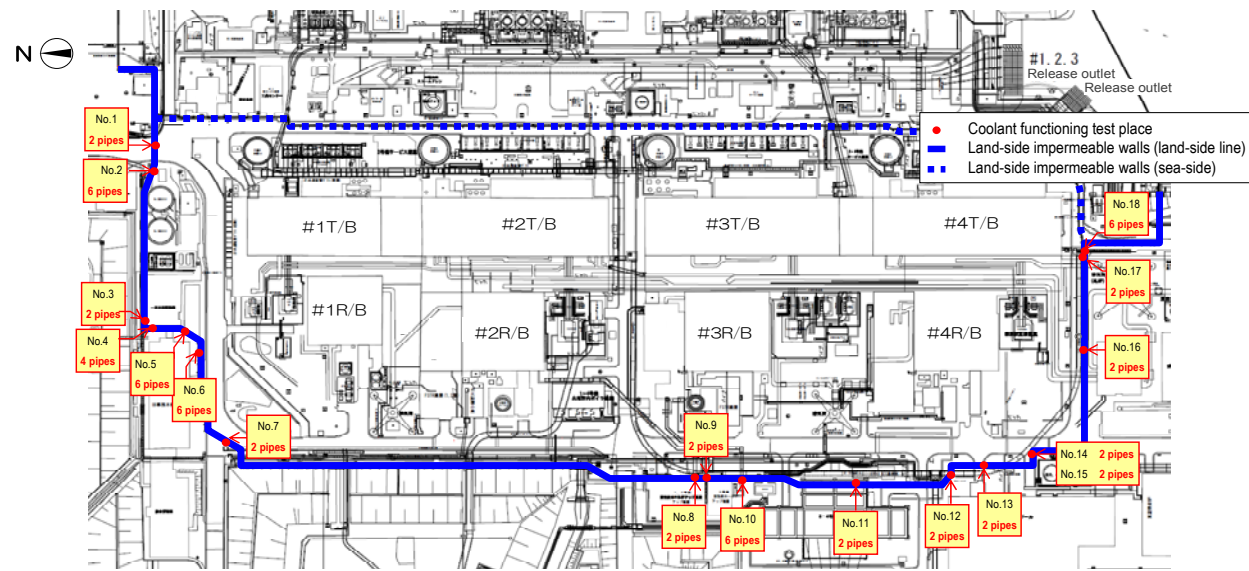 N
#1.2.3
Release outlet
Release outlet
Coolant functioning test place
Land-side impermeable walls (land-side line)
Land-side impermeable walls (sea-side)
No.1
2 pipes
No.2
6 pipes
No.18
6 pipes
#1T/B
#2T/B
#3T/B
#4T/B
No.17
2 pipes
No.3
2 pipes
No.4
4 pipes
#1R/B
#2R/B
#3R/B
#4R/B
No.16
2 pipes
No.5
6 pipes
No.6
6 pipes
No.7
2 pipes
No.9
2 pipes
No.14 2 pipes
No.15 2 pipes
No.8
2 pipes
No.10
6 pipes
No.11
2 pipes
No.12
2 pipes
No.13
2 pipes